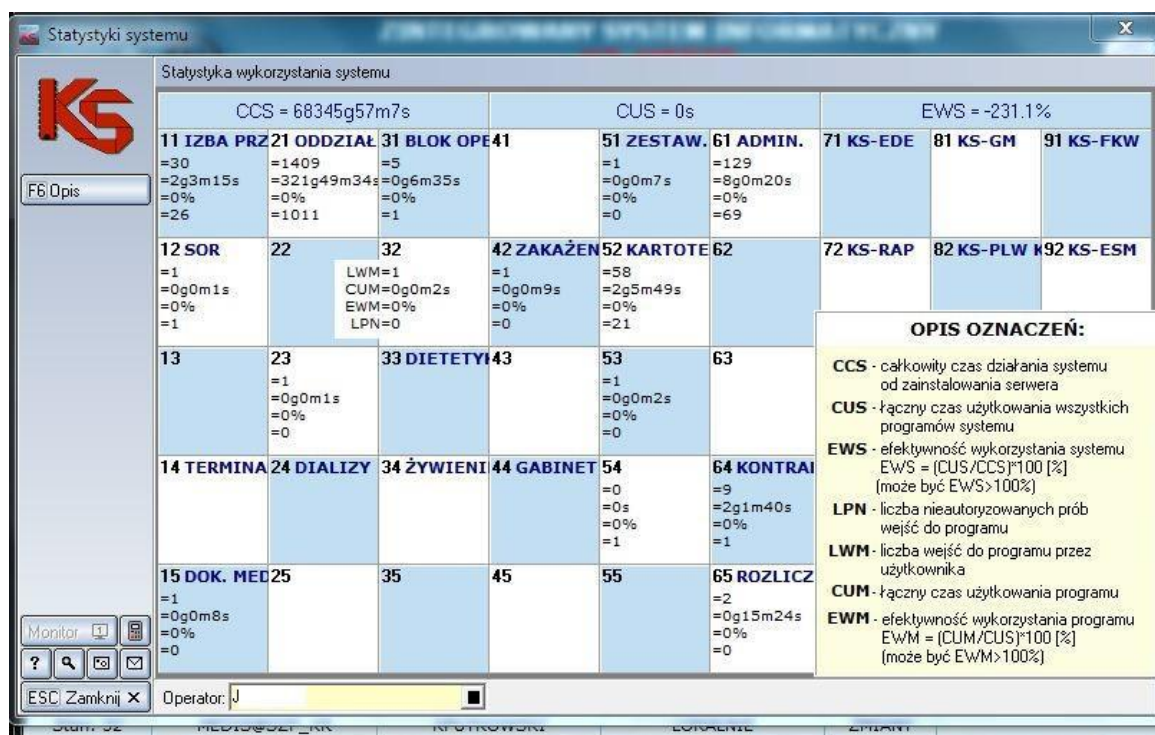 Statystyki systemu
X
KS
F6 Opis
Monitor 1
?
ESC Zamknij X
Statystyka wykorzystania systemu
CCS = 68345g57m7s
CUS = 0s
EWS = -231.1%
11 IZBA PRZ
=30
=2g3m15s
=0%
=26
21 ODDZIAŁ
=1409
=321g49m34s
=0%
=1011
31 BLOK OPE
=5
=0g6m35s
=0%
=1
41
51 ZESTAW.
=1
=0g0m7s
=0%
=0
61 ADMIN.
=129
=8g0m20s
=0%
=69
71 KS-EDE
81 KS-GM
91 KS-FKW
12 SOR
=1
=0g0m1s
=0%
=1
22
32
LWM=1
CUM=0g0m2s
EWM=0%
LPN=0
42 ZAKAŻEN
=1
=0g0m9s
=0%
=0
52 KARTOTE
=58
=2g5m49s
=0%
=21
62
72 KS-RAP
82 KS-PLW K
92 KS-ESM
13
23
=1
=0g0m1s
=0%
=0
33 DIETETY
43
53
=1
=0g0m2s
=0%
=0
63
14 TERMINA
24 DIALIZY
34 ŻYWIENI
44 GABINET
54
=0
=0s
=0%
=1
64 KONTRA
=9
=2g1m40s
=0%
=1
15 DOK. MED
=1
=0g0m8s
=0%
=0
25
35
45
55
65 ROZLICZ
=2
=0g15m24s
=0%
=0
OPIS OZNACZEŃ:
CCS - całkowity czas działania systemu
od zainstalowania serwera
CUS - łączny czas użytkowania wszystkich
programów systemu
EWS - efektywność wykorzystania systemu
EWS = (CUS/CCS)*100 [%]
(może być EWS>100%)
LPN - liczba nieautoryzowanych prób
wejść do programu
LWM - liczba wejść do programu przez
użytkownika
CUM - łączny czas użytkowania programu
EWM - efektywność wykorzystania programu
EWM = (CUM/CUS)*100 [%]
(może być EWM>100%)
Operator: J